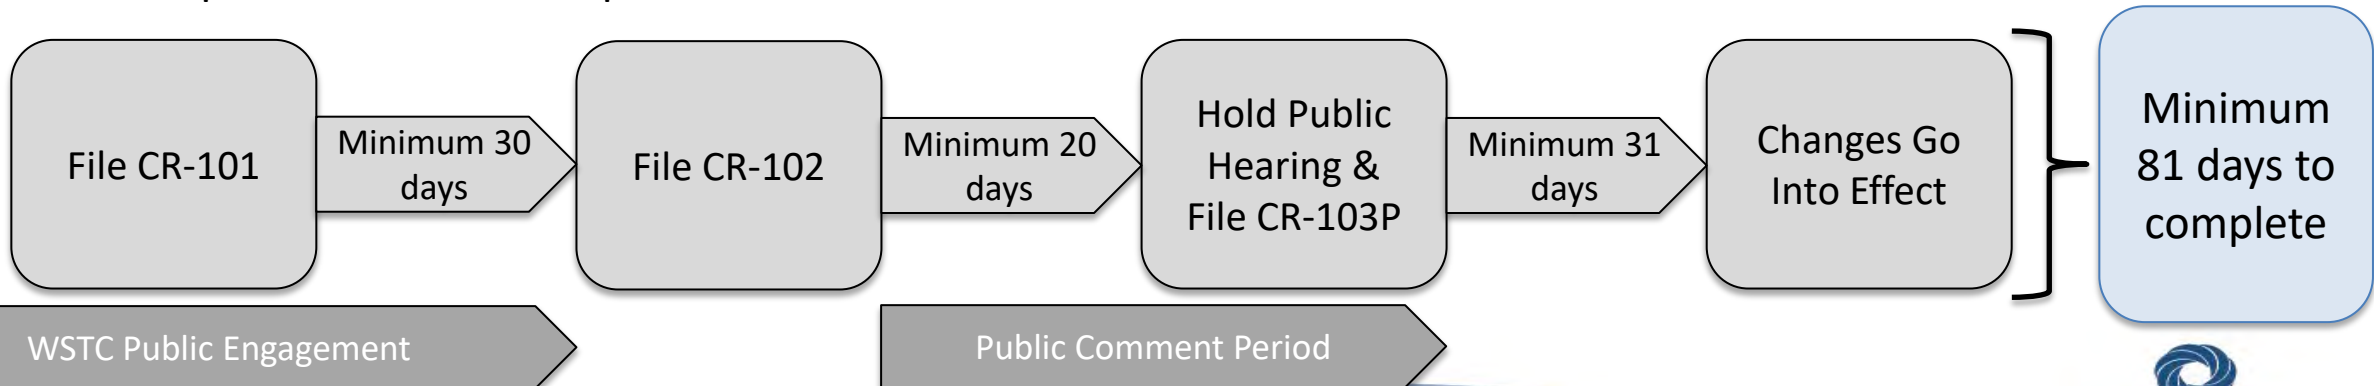 File CR-101
Minimum 30
days
File CR-102
Minimum 20
days
Hold Public
Hearing &
File CR-103P
Minimum 31
days
Changes Go
Into Effect
Minimum
81 days to
complete
WSTC Public Engagement
Public Comment Period